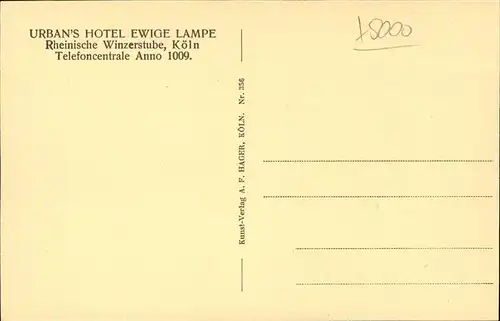 URBAN'S HOTEL EWIGE LAMPE
Rheinische Winzerstube, Köln
Telefoncentrale Anno 1009.
Kunst-Verlag A. F. HAGER, KÖLN. Nr. 356